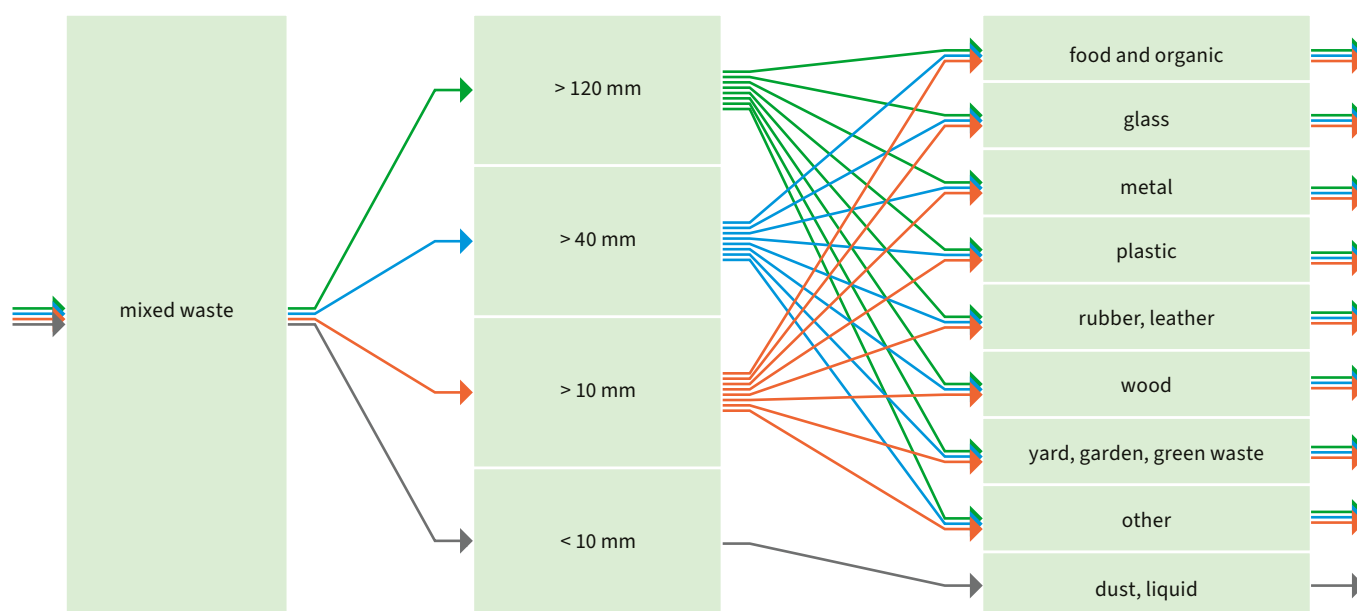 mixed waste
> 120 mm
> 40 mm
> 10 mm
< 10 mm
food and organic
glass
metal
plastic
rubber, leather
wood
yard, garden, green waste
other
dust, liquid